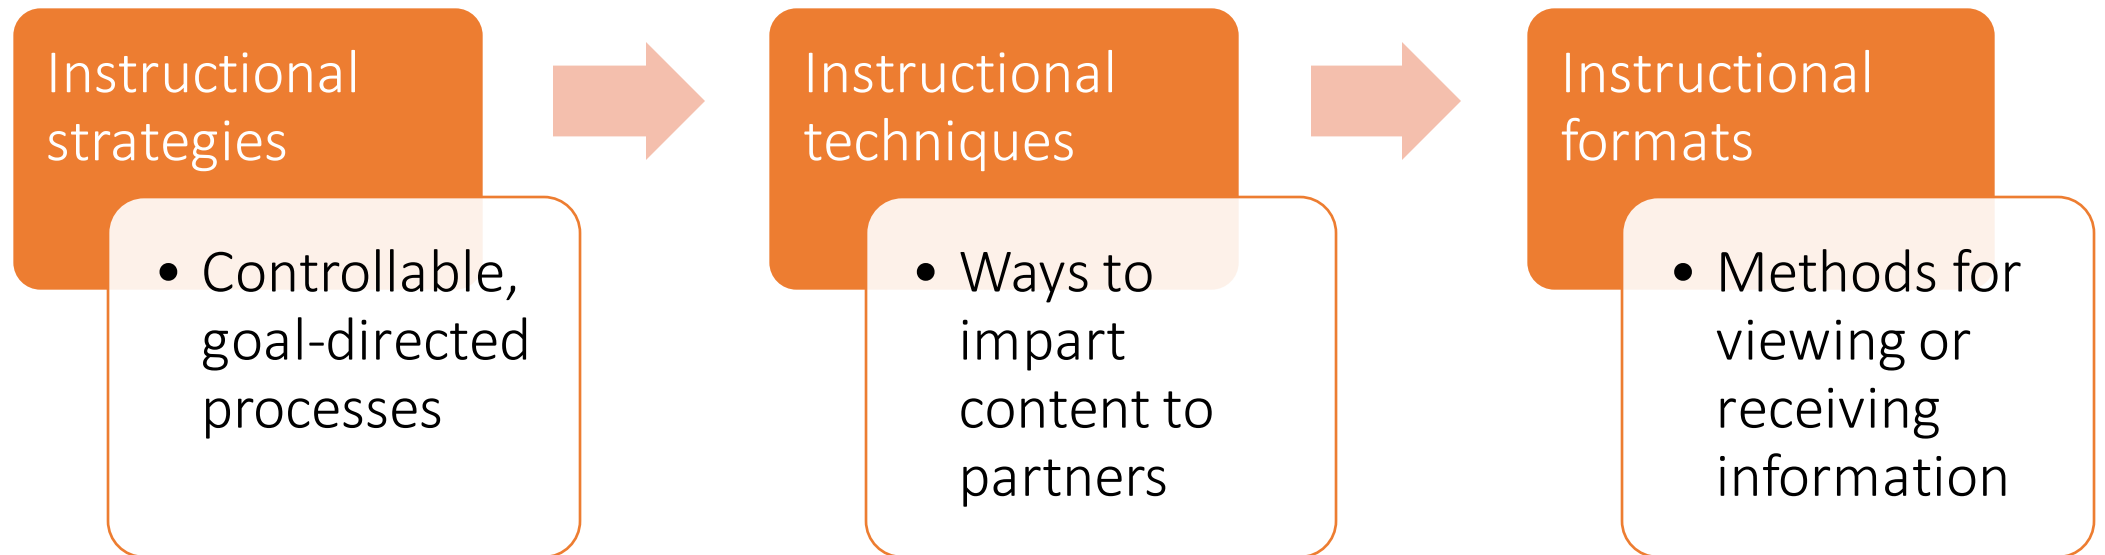 Instructional
strategies
• Controllable,
goal-directed
processes
Instructional
techniques
• Ways to
impart
content to
partners
Instructional
formats
• Methods for
viewing or
receiving
information